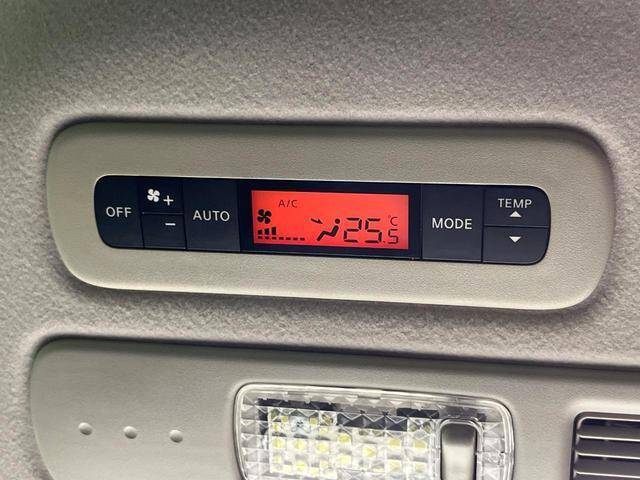 OFF
+
−
AUTO
A/C
25.5 °C
MODE
TEMP